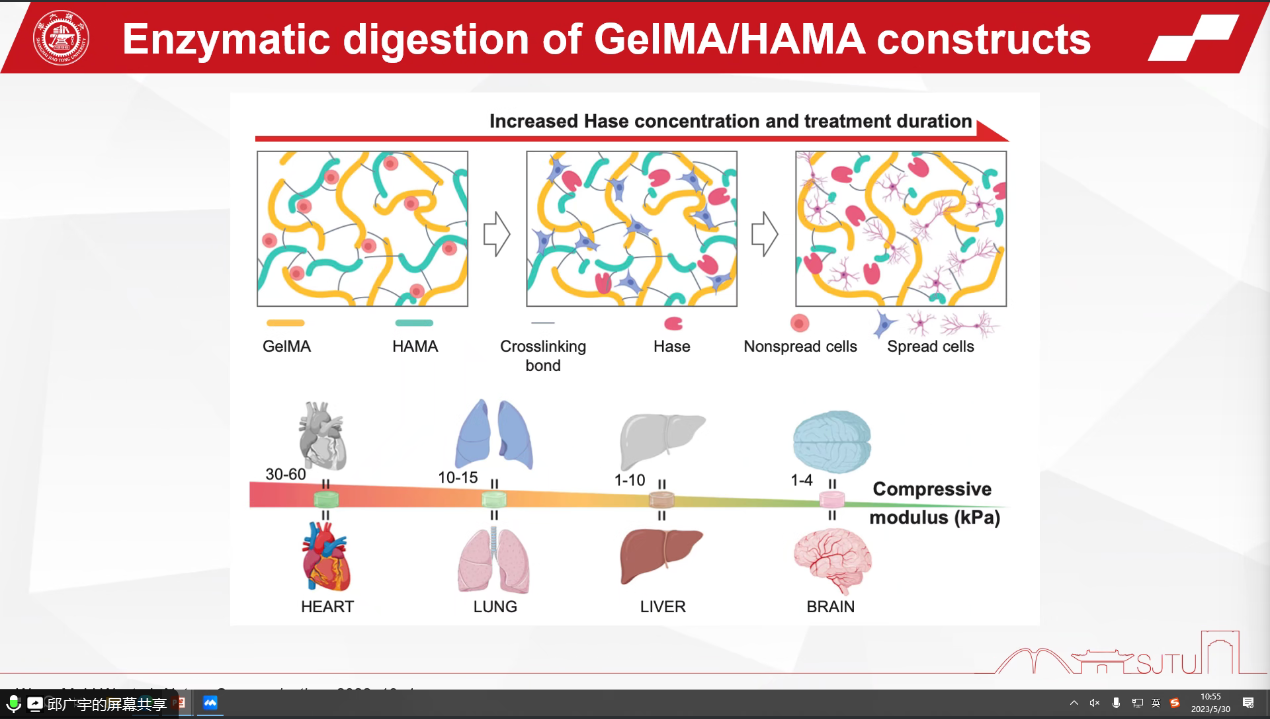 Enzymatic digestion of GelMA/HAMA constructs
Increased Hase concentration and treatment duration
GelMA
HAMA
Crosslinking
bond
Hase
Nonspread cells
Spread cells
30-60
10-15
1-10
1-4
Compressive
modulus (kPa)
HEART
LUNG
LIVER
BRAIN
SJTU
邱广宇的屏幕共享
英
10:55
2023/5/30